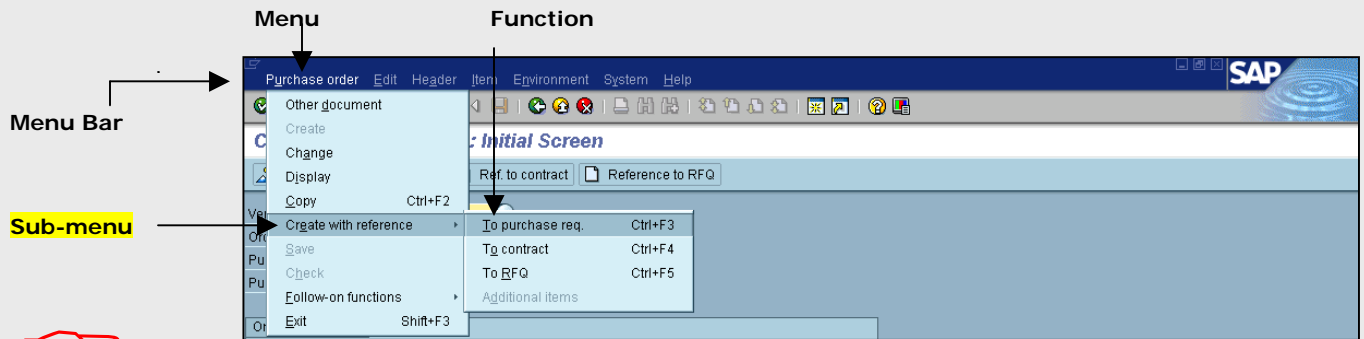 Menu Function
Purchase order Edit Header Item Environment System Help
SAP
Menu Bar
Other document
Create
: Initial Screen
Change
Display
Ref. to contract Reference to RFQ
Copy Ctrl+F2
Sub-menu
Create with reference To purchase req. Ctrl+F3
Save To contract Ctrl+F4
Pu
Check To RFQ Ctrl+F5
Pu
Follow-on functions Additional items
Exit Shift+F3
Or